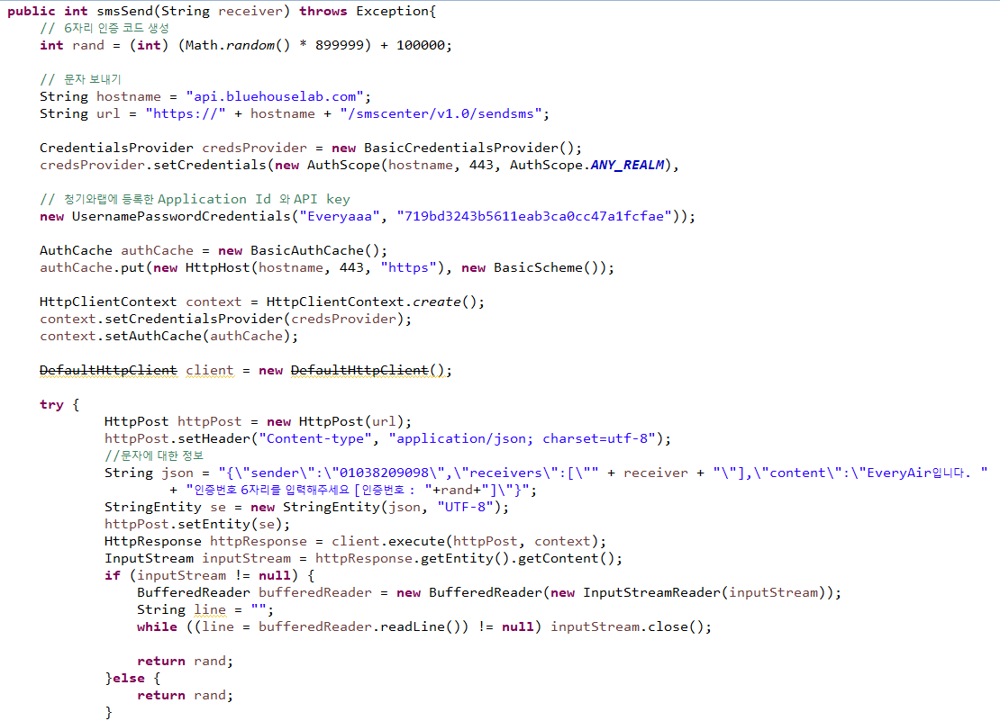 public int smsSend(String receiver) throws Exception{
// 6자리 인증 코드 생성
int rand = (int) (Math.random() * 899999) + 100000;
// 문자 보내기
String hostname = "api.bluehouselab.com";
String url = "https://" + hostname + "/smscenter/v1.0/sendsms";
CredentialsProvider credsProvider = new BasicCredentialsProvider();
credsProvider.setCredentials(new AuthScope(hostname, 443, AuthScope.ANY_REALM),
// 청기와랩에 등록한 Application Id 와 API key
new UsernamePasswordCredentials("Everyaaa", "719bd3243b5611eab3ca0cc47a1fcfae"));
AuthCache authCache = new BasicAuthCache();
authCache.put(new HttpHost(hostname, 443, "https"), new BasicScheme());
HttpClientContext context = HttpClientContext.create();
context.setCredentialsProvider(credsProvider);
context.setAuthCache(authCache);
DefaultHttpClient client = new DefaultHttpClient();
try {
HttpPost httpPost = new HttpPost(url);
httpPost.setHeader("Content-type", "application/json; charset=utf-8");
//문자에 대한 정보
String json = "{\"sender\":\"01038209098\",\"receivers\":[\"" + receiver + "\"],\"content\":\"EveryAir입니다. "
+ "인증번호 6자리를 입력해주세요 [인증번호 : "+rand+"]\"}";
StringEntity se = new StringEntity(json, "UTF-8");
httpPost.setEntity(se);
HttpResponse httpResponse = client.execute(httpPost, context);
InputStream inputStream = httpResponse.getEntity().getContent();
if (inputStream != null) {
BufferedReader bufferedReader = new BufferedReader(new InputStreamReader(inputStream));
String line = "";
while ((line = bufferedReader.readLine()) != null) inputStream.close();
return rand;
}else {
return rand;
}